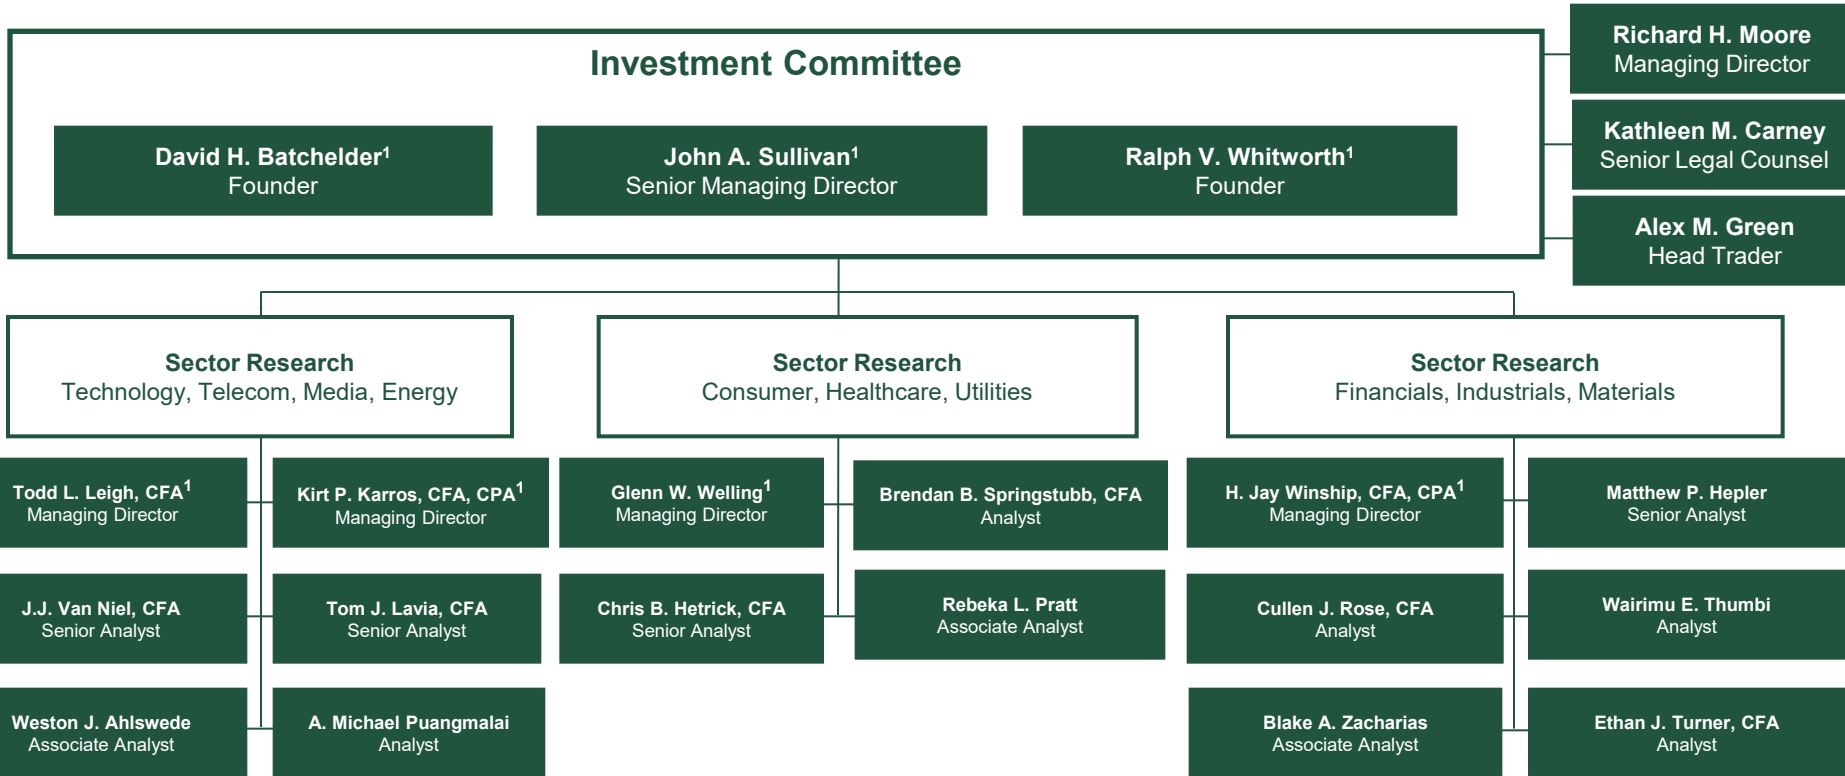 Investment Committee
Richard H. Moore
Managing Director
Kathleen M. Carney
Senior Legal Counsel
Alex M. Green
Head Trader
David H. Batchelder¹
Founder
John A. Sullivan¹
Senior Managing Director
Ralph V. Whitworth¹
Founder
Sector Research
Technology, Telecom, Media, Energy
Sector Research
Consumer, Healthcare, Utilities
Sector Research
Financials, Industrials, Materials
Todd L. Leigh, CFA¹
Managing Director
Kirt P. Karros, CFA, CPA¹
Managing Director
Glenn W. Welling¹
Managing Director
Brendan B. Springstubb, CFA
Analyst
H. Jay Winship, CFA, CPA¹
Managing Director
Matthew P. Hepler
Senior Analyst
J.J. Van Niel, CFA
Senior Analyst
Tom J. Lavia, CFA
Senior Analyst
Chris B. Hetrick, CFA
Senior Analyst
Rebeka L. Pratt
Associate Analyst
Cullen J. Rose, CFA
Analyst
Wairimu E. Thumbi
Analyst
Weston J. Ahlswede
Associate Analyst
A. Michael Puangmalai
Analyst
Blake A. Zacharias
Associate Analyst
Ethan J. Turner, CFA
Analyst